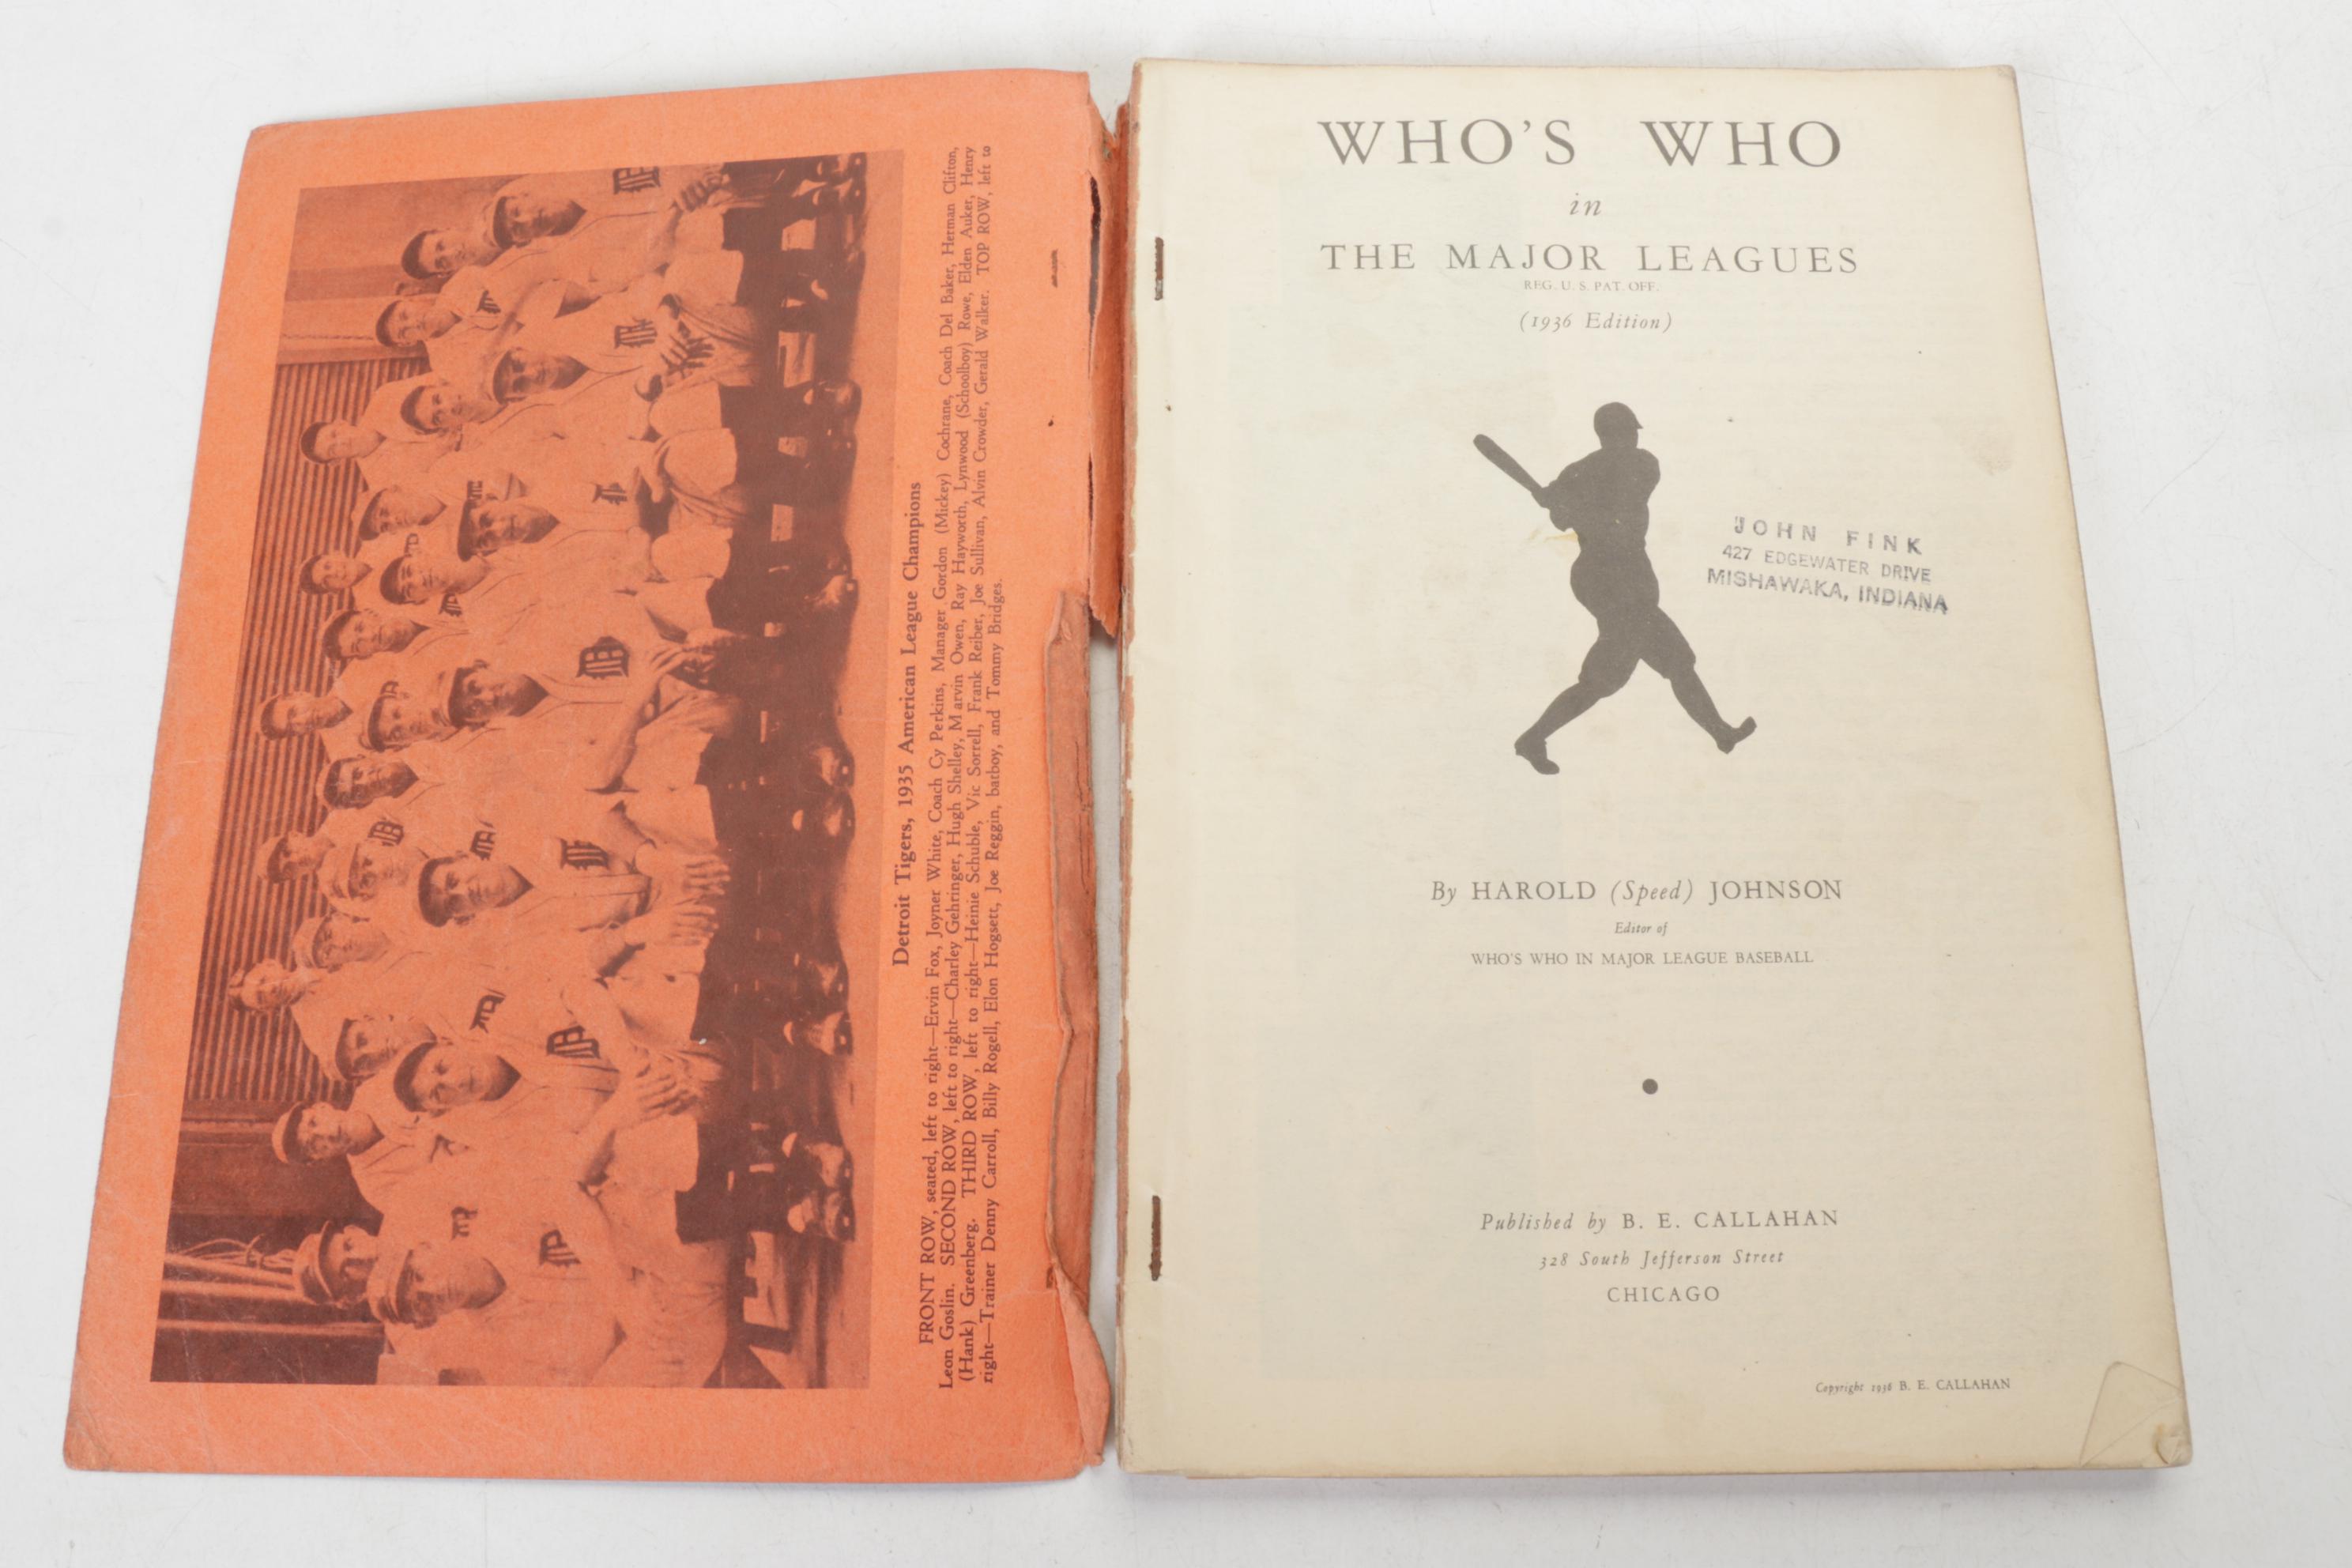 Detroit Tigers, 1935 American League Champions
FRONT ROW, seated, left to right—Ervin Fox, Joyner White, Coach Cy Perkins, Manager Gordon (Mickey) Cochrane, Coach Del Baker, Herman Clifton,
Leon Goslin. SECOND ROW, left to right—Charley Gehringer, Hugh Shelley, Marvin Owen, Ray Hayworth, Lynwood (Schoolboy) Rowe, Elden Auker, Henry
(Hank) Greenberg. THIRD ROW, left to right—Heinie Schuble, Vic Sorrell, Frank Reiber, Joe Sullivan, Alvin Crowder, Gerald Walker. TOP ROW, left to
right—Trainer Denny Carroll, Billy Rogell, Elon Hogsett, Joe Reggin, batboy, and Tommy Bridges.
WHO'S WHO
in
THE MAJOR LEAGUES
REG. U. S. PAT. OFF.
(1936 Edition)
JOHN FINK
427 EDGEWATER DRIVE
MISHAWAKA, INDIANA
By HAROLD (Speed) JOHNSON
Editor of
WHO'S WHO IN MAJOR LEAGUE BASEBALL
Published by B. E. CALLAHAN
328 South Jefferson Street
CHICAGO
Copyright 1936 B. E. CALLAHAN